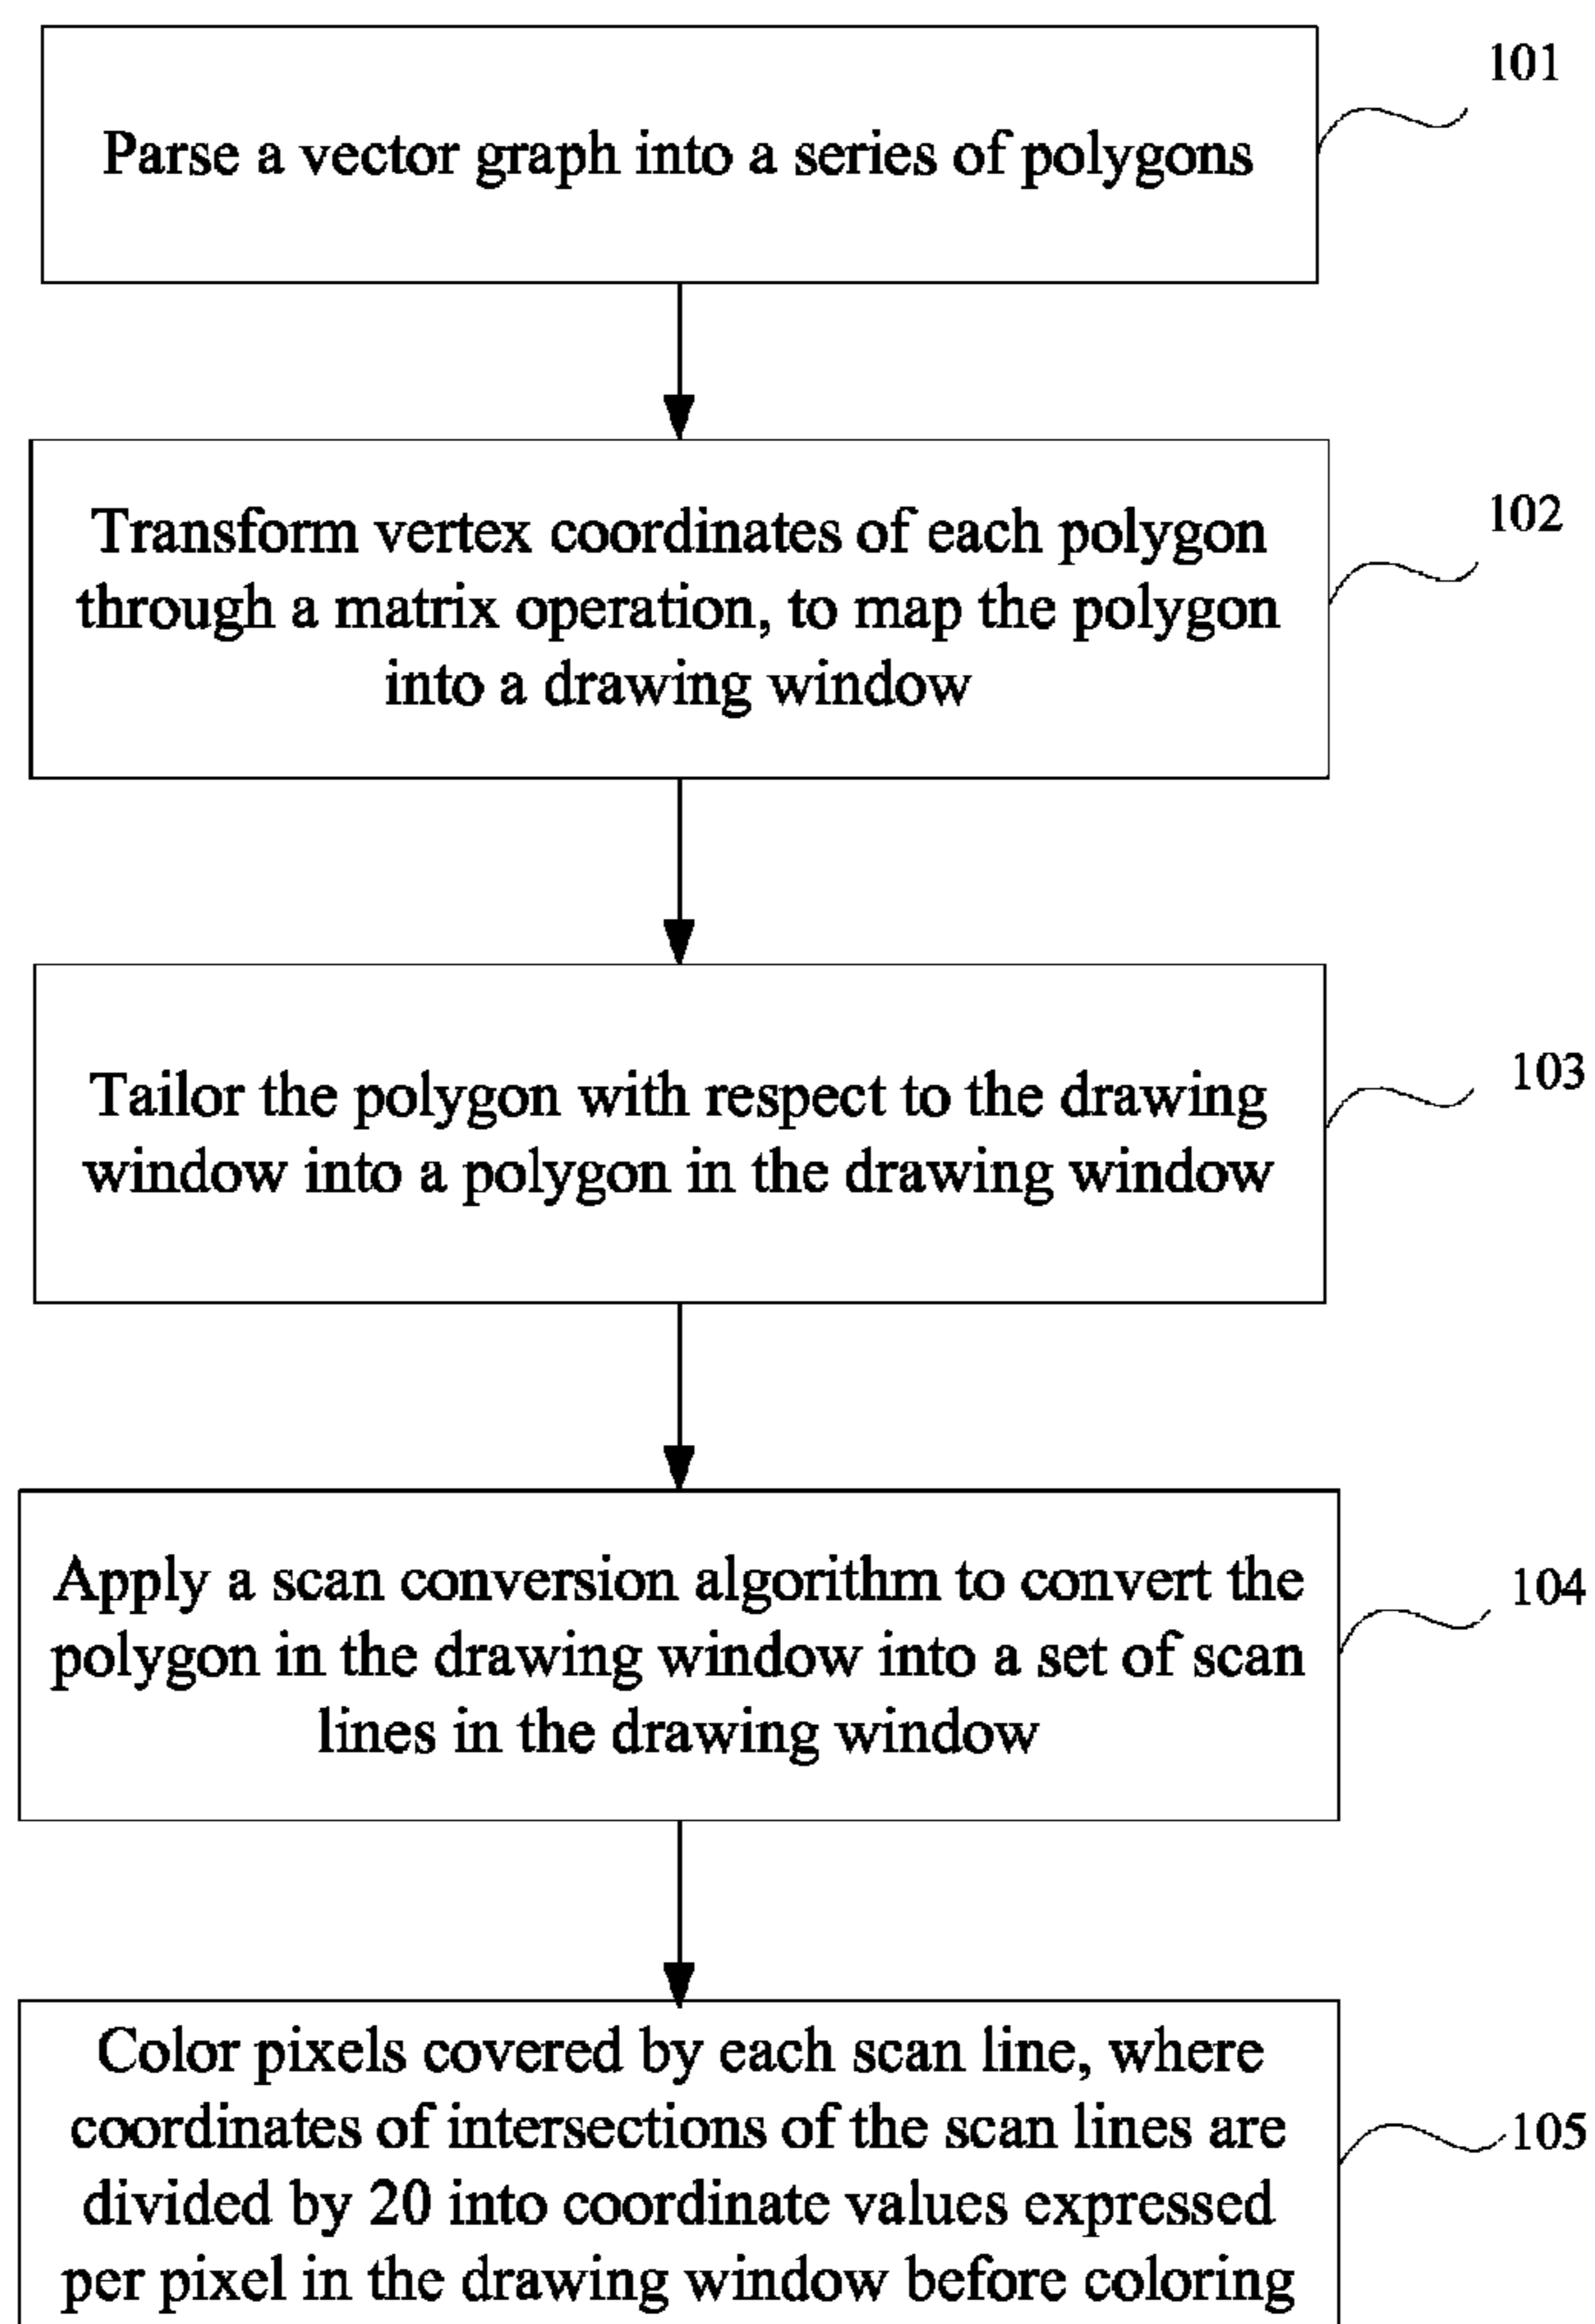 101
Parse a vector graph into a series of polygons
102
Transform vertex coordinates of each polygon
through a matrix operation, to map the polygon
into a drawing window
103
Tailor the polygon with respect to the drawing
window into a polygon in the drawing window
104
Apply a scan conversion algorithm to convert the
polygon in the drawing window into a set of scan
lines in the drawing window
Color pixels covered by each scan line, where
coordinates of intersections of the scan lines are
105
divided by 20 into coordinate values expressed
per pixel in the drawing window before coloring